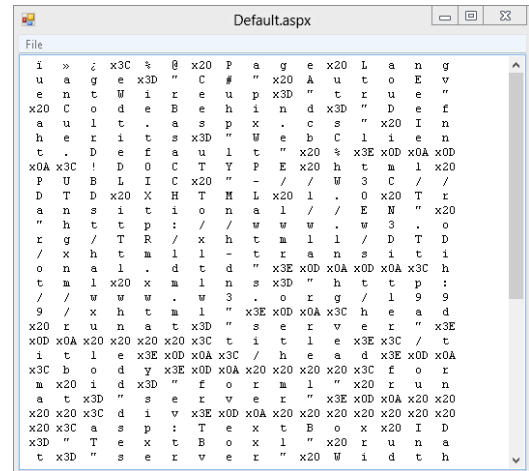 Default.aspx
File
ï » ¿ x3C % @ x20 P a g e x20 L a n g
u a g e x3D " C # " x20 A u t o E v
e n t W i r e u p x3D " t r u e "
x20 C o d e B e h i n d x3D " D e f
a u l t . a s p x . c s " x20 I n
h e r i t s x3D " W e b C l i e n
t . D e f a u l t " x20 % x3E x0D x0A x0D
x0A x3C ! D O C T Y P E x20 h t m l x20
P U B L I C x20 " - / / W 3 C / /
D T D x20 X H T M L x20 1 . 0 x20 T r
a n s i t i o n a l / / E N " x20
" h t t p : / / w w w . w 3 . o
r g / T R / x h t m l 1 / D T D
/ x h t m l 1 - t r a n s i t i
o n a l . d t d " x3E x0D x0A x0D x0A x3C h
t m l x20 x m l n s x3D " h t t p :
/ / w w w . w 3 . o r g / 1 9 9
9 / x h t m l " x3E x0D x0A x3C h e a d
x20 r u n a t x3D " s e r v e r " x3E
x0D x0A x20 x20 x20 x20 x3C t i t l e x3E x3C / t
i t l e x3E x0D x0A x3C / h e a d x3E x0D x0A
x3C b o d y x3E x0D x0A x20 x20 x20 x20 x3C f o r
m x20 i d x3D " f o r m 1 " x20 r u n
a t x3D " s e r v e r " x3E x0D x0A x20 x20
x20 x20 x3C d i v x3E x0D x0A x20 x20 x20 x20 x20 x20
x20 x20 x3C a s p : T e x t B o x x20 I D
x3D " T e x t B o x 1 " x20 r u n a
t x3D " s e r v e r " x20 W i d t h